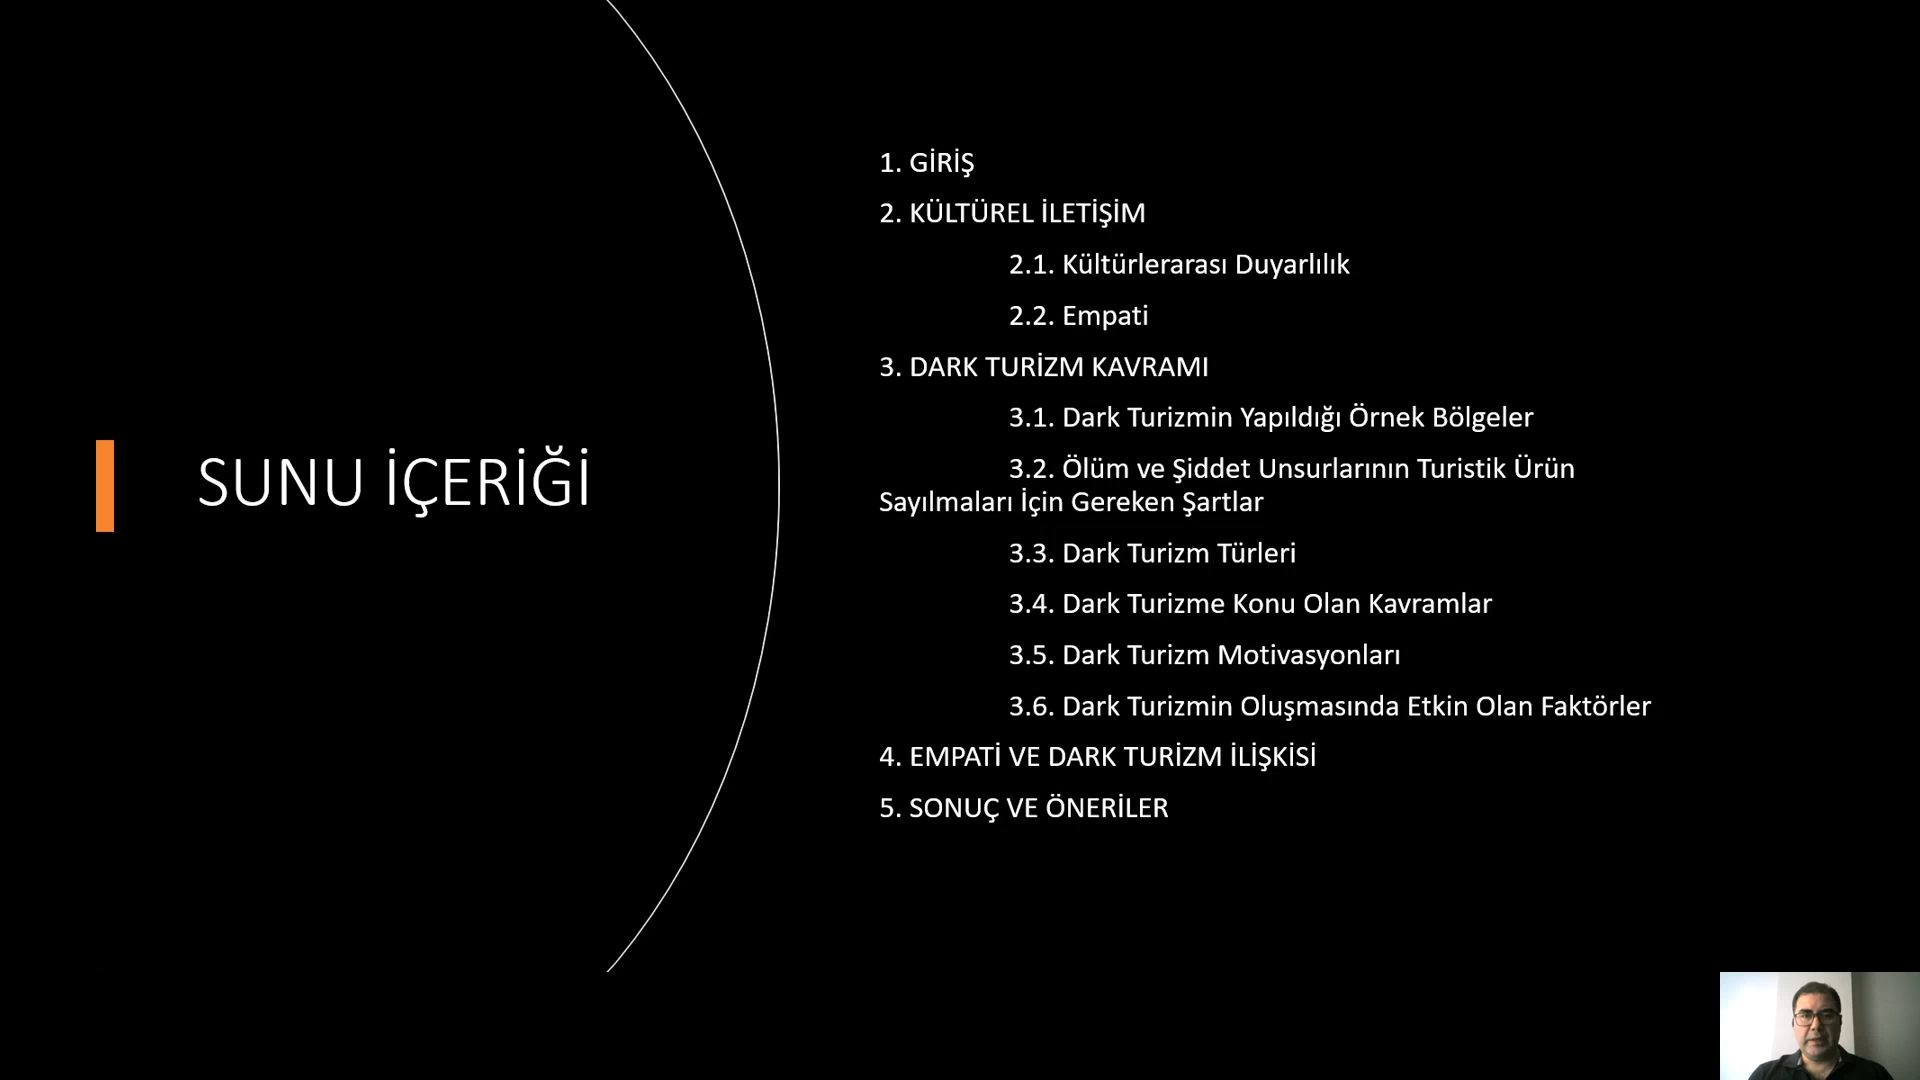 SUNU İÇERİĞİ
1. GİRİŞ
2. KÜLTÜREL İLETİŞİM
2.1. Kültürlerarası Duyarlılık
2.2. Empati
3. DARK TURİZM KAVRAMI
3.1. Dark Turizmin Yapıldığı Örnek Bölgeler
3.2. Ölüm ve Şiddet Unsurlarının Turistik Ürün
Sayılmaları İçin Gereken Şartlar
3.3. Dark Turizm Türleri
3.4. Dark Turizme Konu Olan Kavramlar
3.5. Dark Turizm Motivasyonları
3.6. Dark Turizmin Oluşmasında Etkin Olan Faktörler
4. EMPATİ VE DARK TURİZM İLİŞKİSİ
5. SONUÇ VE ÖNERİLER